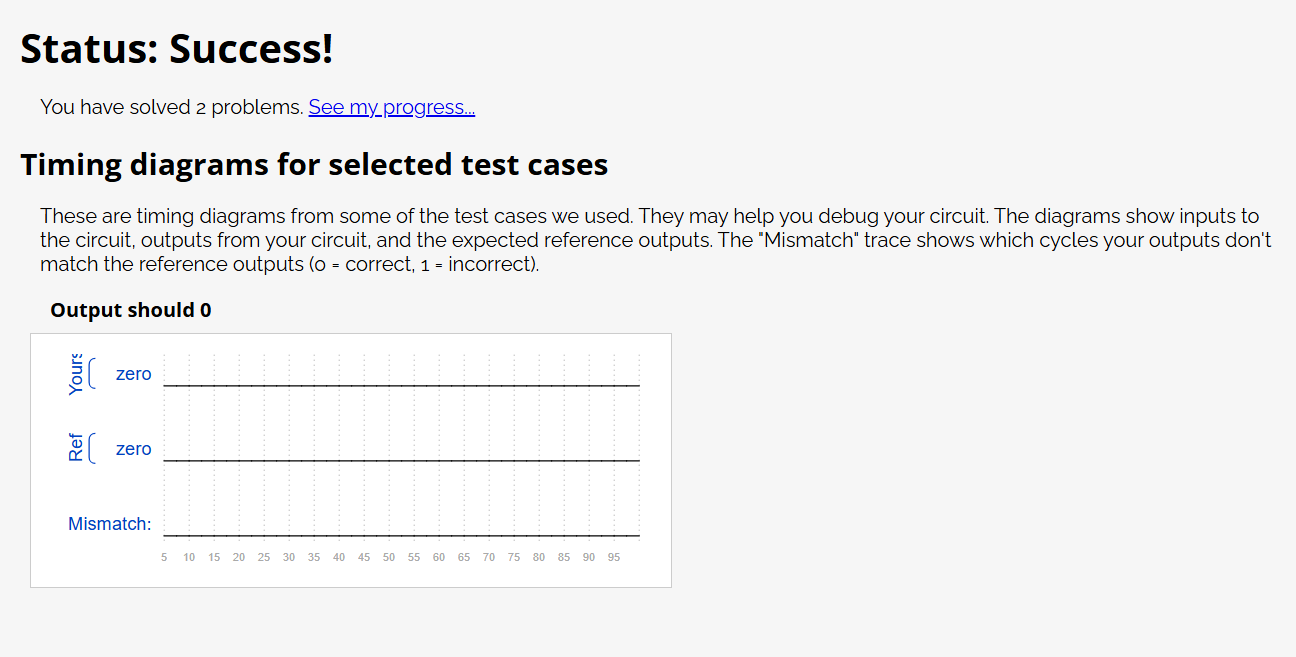 Status: Success!
You have solved 2 problems. See my progress...
Timing diagrams for selected test cases
These are timing diagrams from some of the test cases we used. They may help you debug your circuit. The diagrams show inputs to
the circuit, outputs from your circuit, and the expected reference outputs. The "Mismatch" trace shows which cycles your outputs don't
match the reference outputs (0 = correct, 1 = incorrect).
Output should 0
Yours zero
Ref zero
Mismatch:
5 10 15 20 25 30 35 40 45 50 55 60 65 70 75 80 85 90 95